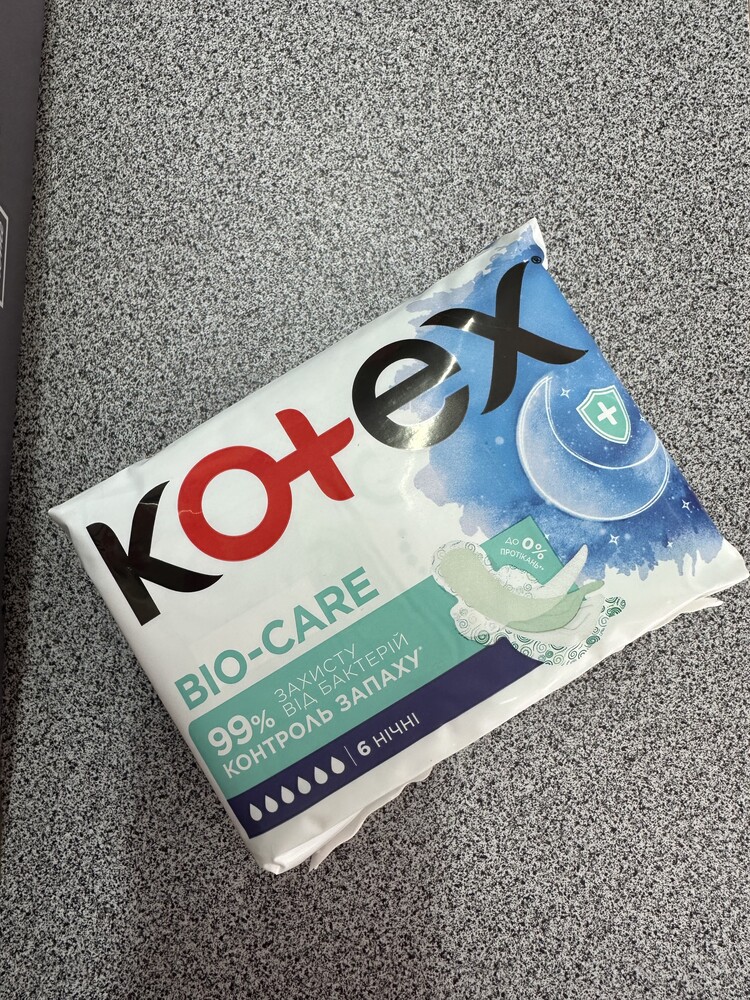 Kotex®
BIO-CARE
99% ЗАХИСТУ
ВІД БАКТЕРІЙ
КОНТРОЛЬ ЗАПАХУ*
6 НІЧНІ
ДО 0%
ПРОТІКАНЬ**